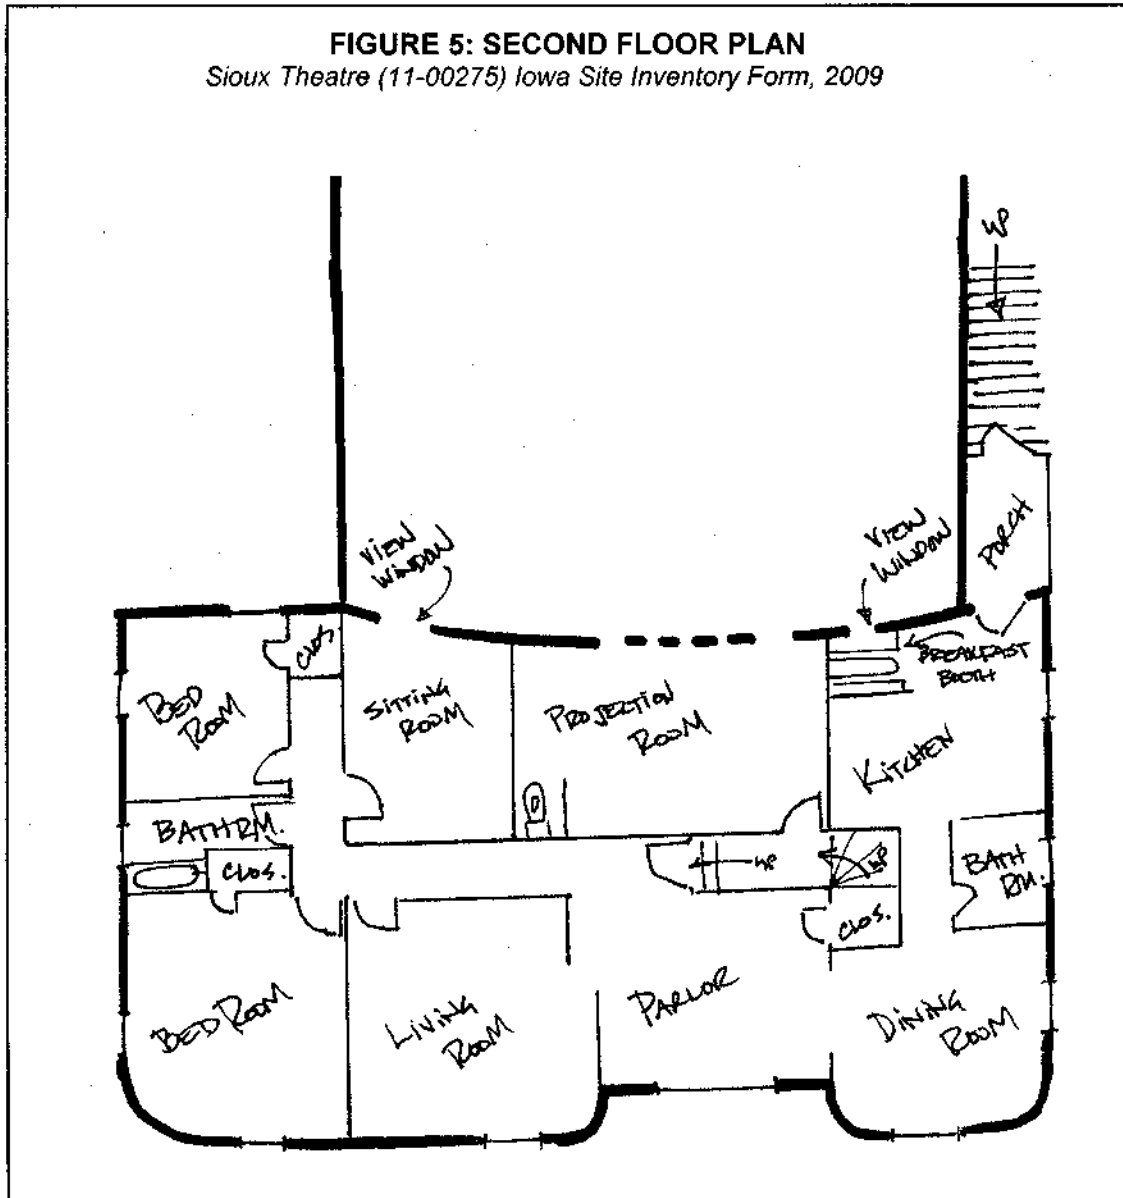 FIGURE 5: SECOND FLOOR PLAN
Sioux Theatre (11-00275) Iowa Site Inventory Form, 2009
UP
PORCH
VIEW
WINDOW
VIEW
WINDOW
BREAKFAST
BOOTH
CLOS.
BED
ROOM
SITTING
ROOM
PROJECTION
ROOM
KITCHEN
BATHRM.
CLOS.
UP
UP
BATH
RM.
CLOS.
BEDROOM
LIVING
ROOM
PARLOR
DINING
ROOM